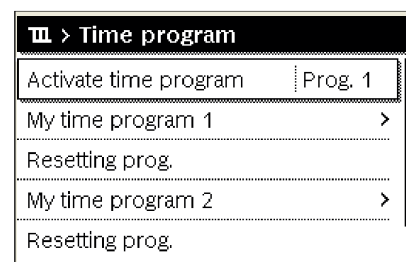 > Time program
Activate time program Prog. 1
My time program 1 >
Resetting prog.
My time program 2 >
Resetting prog.